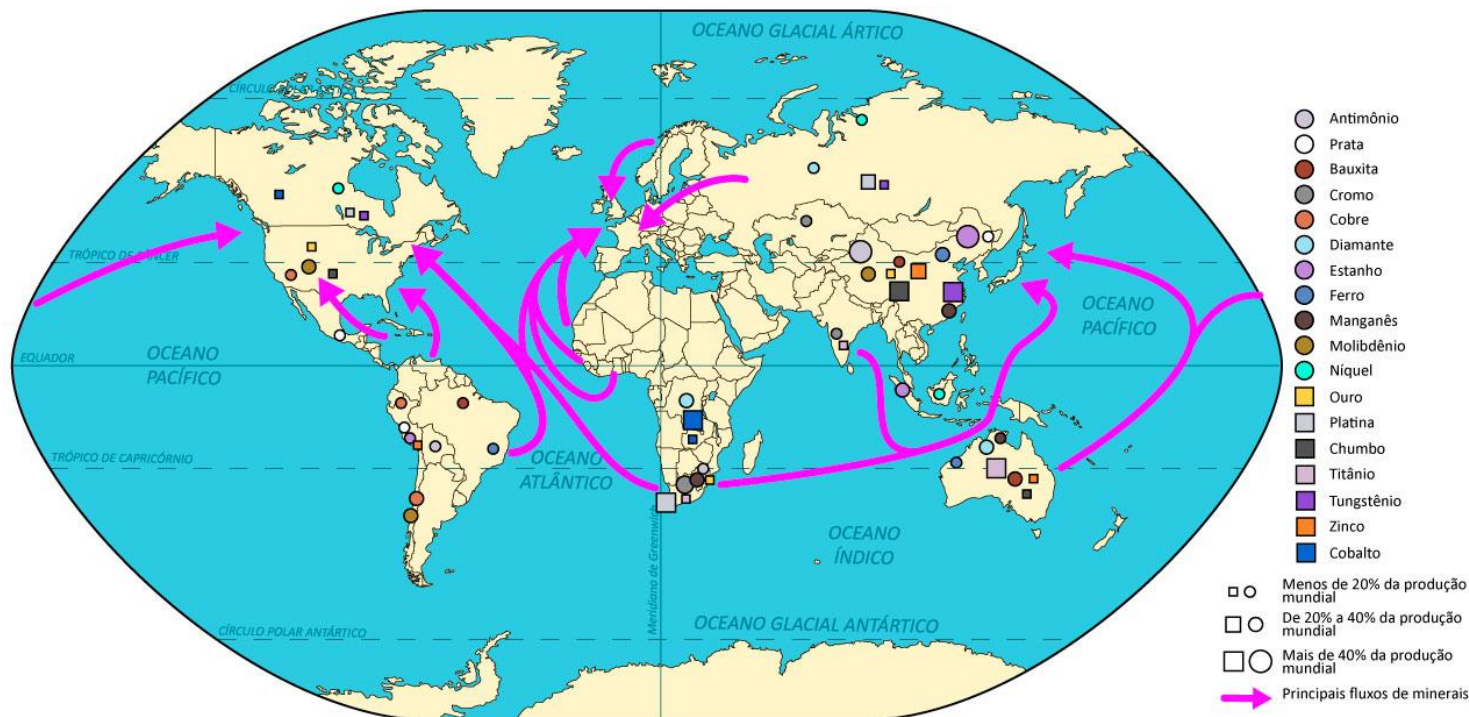 OCEANO GLACIAL ÁRTICO
CÍRCULO POLAR
TRÓPICO DE CÂNCER
OCEANO
PACÍFICO
EQUADOR
OCEANO
PACÍFICO
TRÓPICO DE CAPRICÓRNIO
OCEANO
ATLÂNTICO
OCEANO
ÍNDICO
Meridiano de Greenwich
CÍRCULO POLAR ANTÁRTICO
OCEANO GLACIAL ANTÁRTICO
Antimônio
Prata
Bauxita
Cromo
Cobre
Diamante
Estanho
Ferro
Manganês
Molibdênio
Níquel
Ouro
Platina
Chumbo
Titânio
Tungstênio
Zinco
Cobalto
Menos de 20% da produção
mundial
De 20% a 40% da produção
mundial
Mais de 40% da produção
mundial
Principais fluxos de minerais